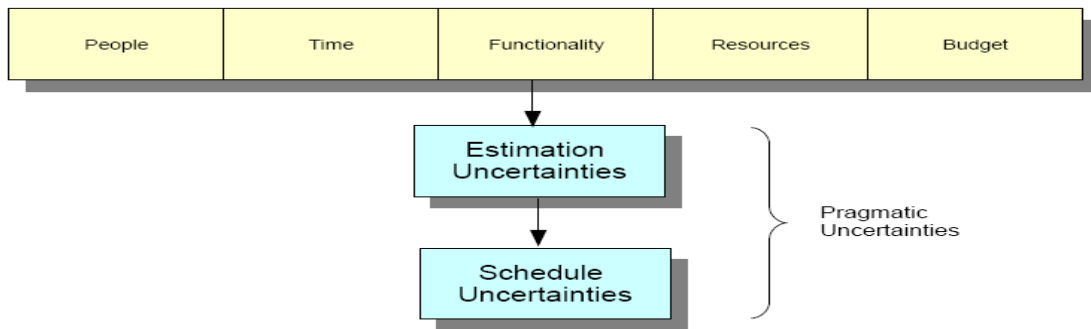 People
Time
Functionality
Resources
Budget
Estimation
Uncertainties
Pragmatic
Uncertainties
Schedule
Uncertainties